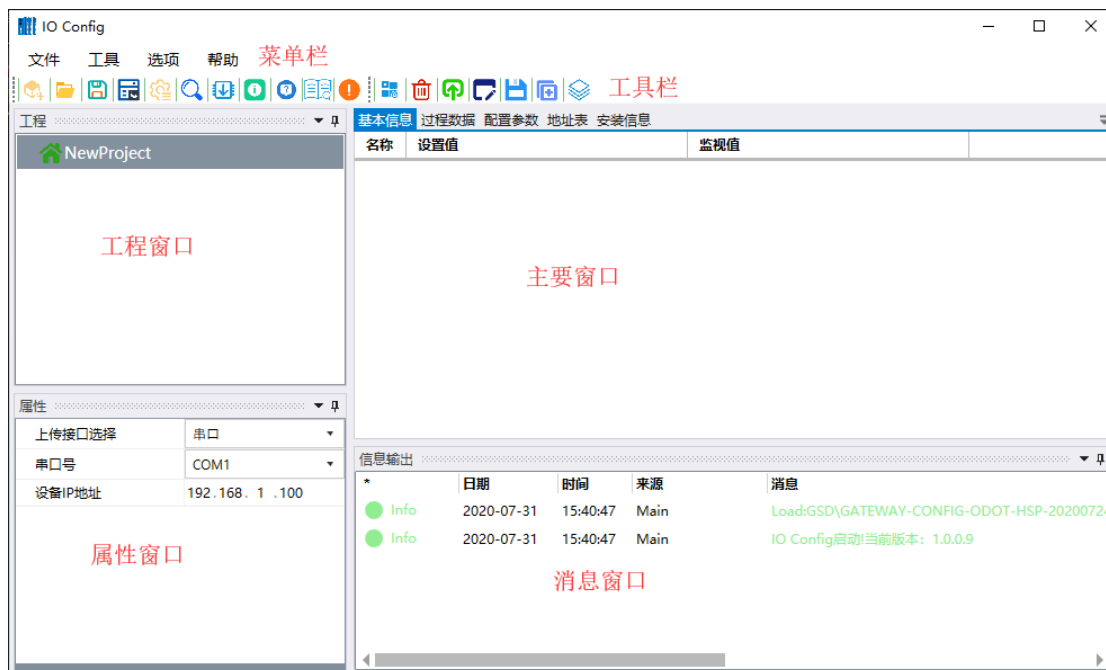 IO Config
文件 工具 选项 帮助 菜单栏
工具栏
工程
NewProject
工程窗口
基本信息 过程数据 配置参数 地址表 安装信息
名称 设置值 监视值
主要窗口
属性
上传接口选择 串口
串口号 COM1
设备IP地址 192.168. 1 .100
属性窗口
信息输出
* 日期 时间 来源 消息
Info 2020-07-31 15:40:47 Main Load:GSD\GATEWAY-CONFIG-ODOT-HSP-2020072
Info 2020-07-31 15:40:47 Main IO Config启动!当前版本：1.0.0.9
消息窗口